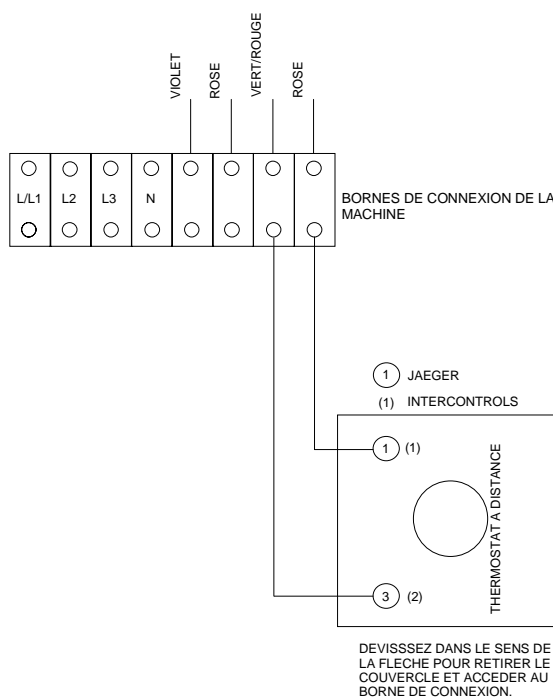 VIOLET
ROSE
VERT/ROUGE
ROSE
L/L1
L2
L3
N
BORNES DE CONNEXION DE LA
MACHINE
1 JAEGER
(1) INTERCONTROLS
1 (1)
THERMOSTAT A DISTANCE
3 (2)
DEVISSSEZ DANS LE SENS DE
LA FLECHE POUR RETIRER LE
COUVERCLE ET ACCEDER AU
BORNE DE CONNEXION.